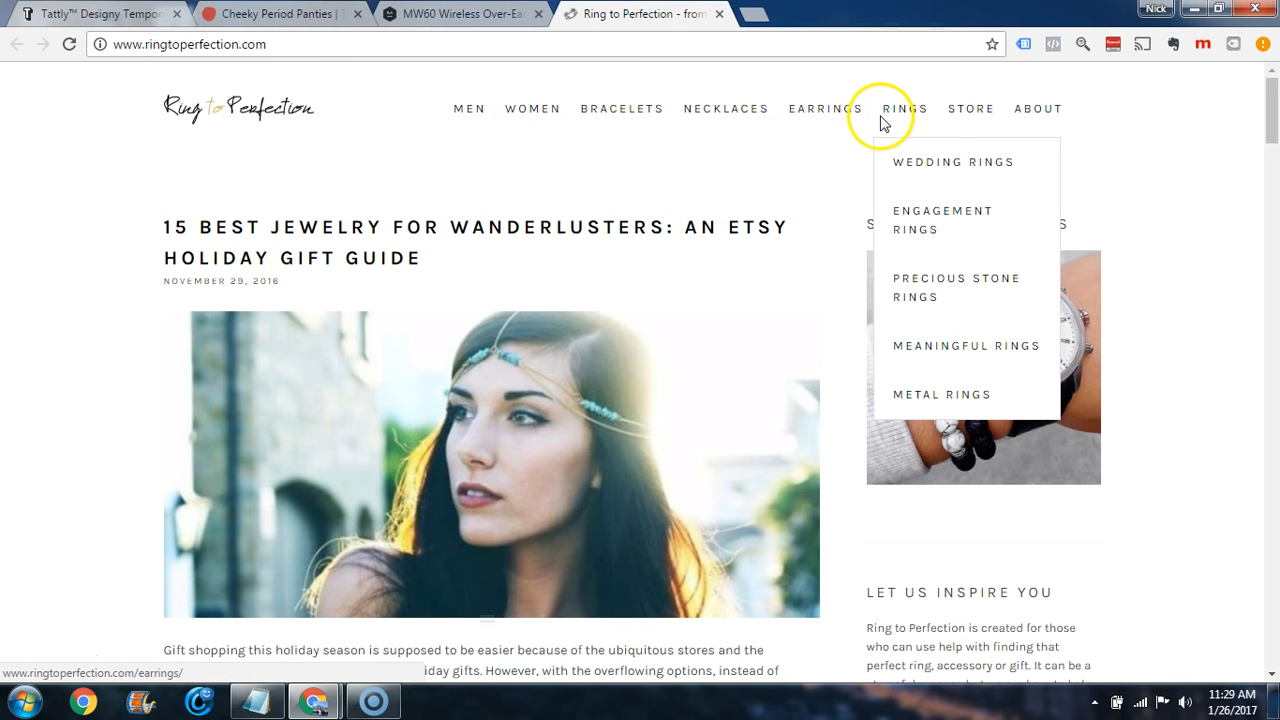 Tattly™ Designy Tempora
Cheeky Period Panties | T
MW60 Wireless Over-Ea
Ring to Perfection - from
Nick
www.ringtoperfection.com
Ring to Perfection
MEN WOMEN BRACELETS NECKLACES EARRINGS RINGS STORE ABOUT
WEDDING RINGS
ENGAGEMENT
RINGS
PRECIOUS STONE
RINGS
MEANINGFUL RINGS
METAL RINGS
15 BEST JEWELRY FOR WANDERLUSTERS: AN ETSY
HOLIDAY GIFT GUIDE
NOVEMBER 29, 2016
Gift shopping this holiday season is supposed to be easier because of the ubiquitous stores and the
iday gifts. However, with the overflowing options, instead of
LET US INSPIRE YOU
Ring to Perfection is created for those
who can use help with finding that
perfect ring, accessory or gift. It can be a
www.ringtoperfection.com/earrings/
11:29 AM
1/26/2017